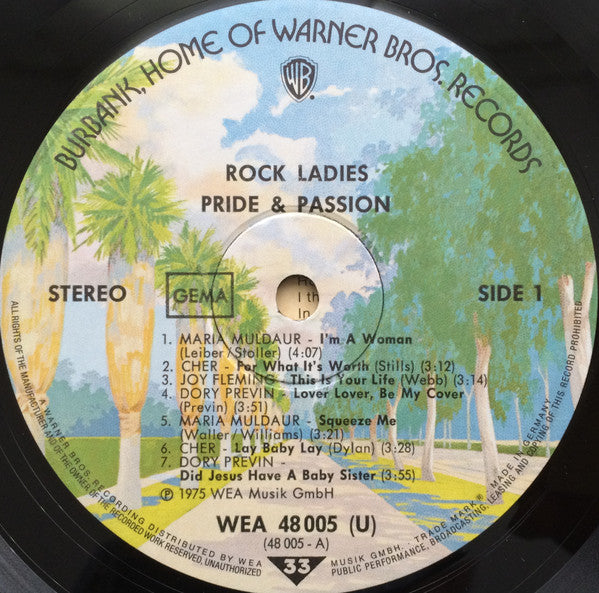 BURBANK, HOME OF WARNER BROS. RECORDS
WB
ROCK LADIES
PRIDE & PASSION
STEREO
GEMA
SIDE 1
I th
In
1. MARIA MULDAUR - I'm A Woman
(Leiber/Stoller) (4:07)
2. CHER - For What It's Worth (Stills) (3:12)
3. JOY FLEMING - This Is Your Life (Webb) (3:14)
4. DORY PREVIN - Lover Lover, Be My Cover
(Previn) (3:51)
5. MARIA MULDAUR - Squeeze Me
(Waller/Williams) (3:21)
6. CHER - Lay Baby Lay (Dylan) (3:28)
7. DORY PREVIN -
Did Jesus Have A Baby Sister (3:55)
℗ 1975 WEA Musik GmbH
WEA 48 005 (U)
(48 005 - A)
33
ALL RIGHTS OF THE MANUFACTURER AND OF THE OWNER OF THE RECORDED WORK RESERVED, UNAUTHORIZED
A WARNER BROS. RECORDING DISTRIBUTED BY WEA
MUSIK GMBH. - TRADE MARK ® MADE IN GERMANY
PUBLIC PERFORMANCE, BROADCASTING, LEASING AND COPYING OF THIS RECORD PROHIBITED